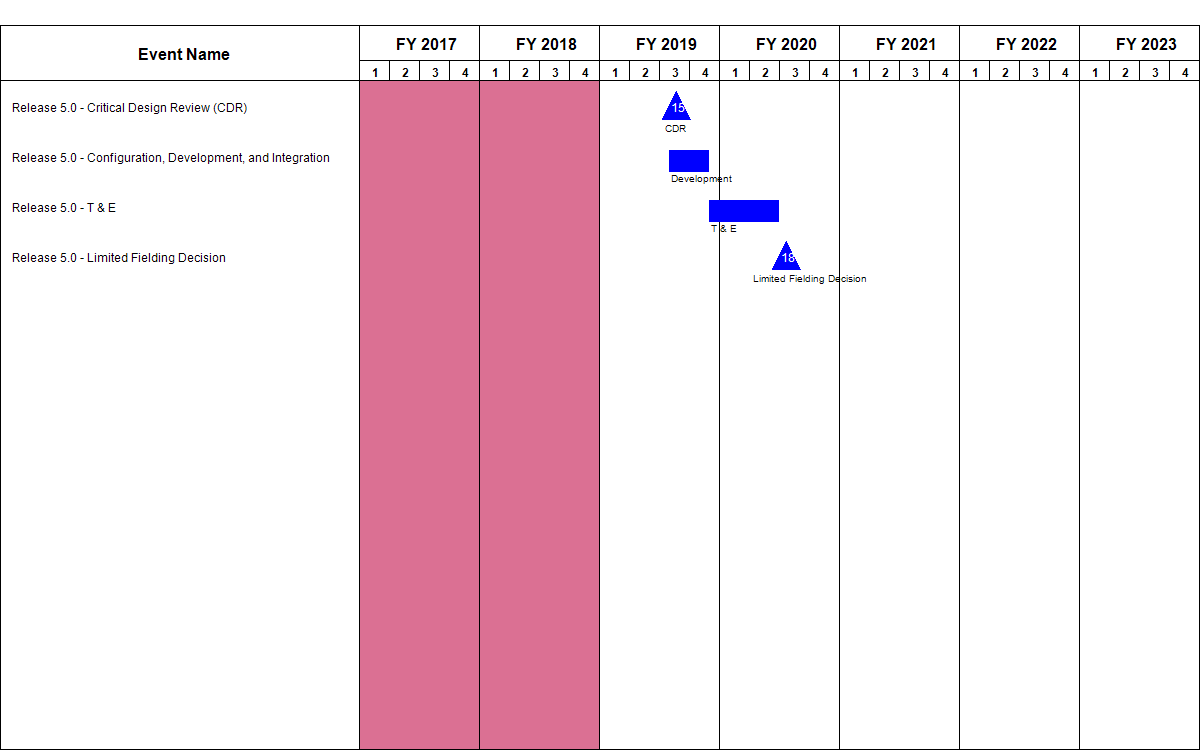 Event Name FY 2017 FY 2018 FY 2019 FY 2020 FY 2021 FY 2022 FY 2023
1 2 3 4 1 2 3 4 1 2 3 4 1 2 3 4 1 2 3 4 1 2 3 4 1 2 3 4
Release 5.0 - Critical Design Review (CDR) 15
CDR
Release 5.0 - Configuration, Development, and Integration
Development
Release 5.0 - T & E
T & E
Release 5.0 - Limited Fielding Decision 18
Limited Fielding Decision